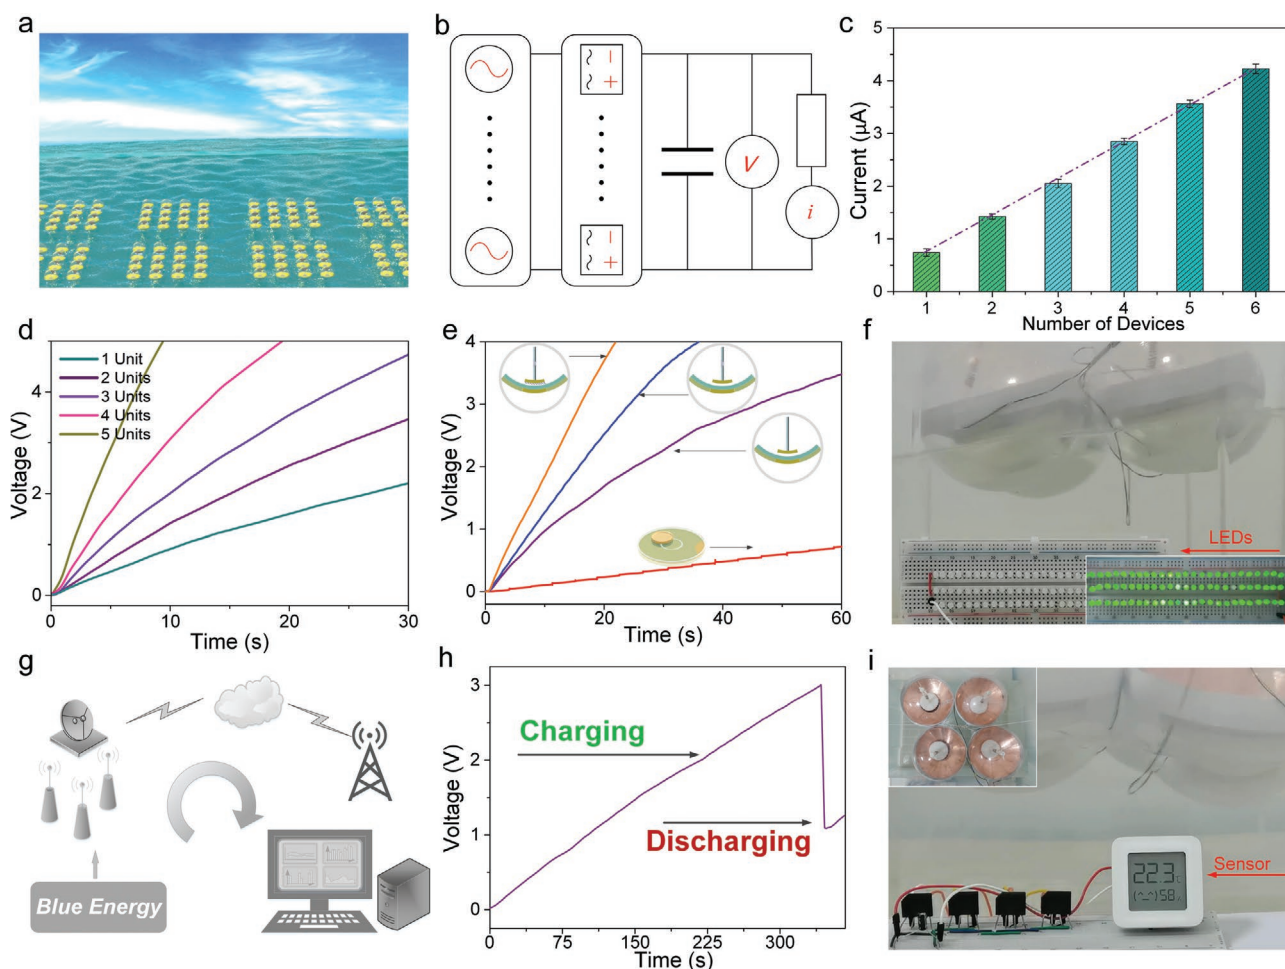 a
b
V
i
c
Current (μA)
5
4
3
2
1
0
1 2 3 4 5 6
Number of Devices
d
Voltage (V)
4
2
0
1 Unit
2 Units
3 Units
4 Units
5 Units
0 10 20 30
Time (s)
e
Voltage (V)
4
3
2
1
0
0 20 40 60
Time (s)
f
LEDs
g
Blue Energy
h
Voltage (V)
3
2
1
0
Charging
Discharging
0 75 150 225 300
Time (s)
i
Sensor
22.3
58